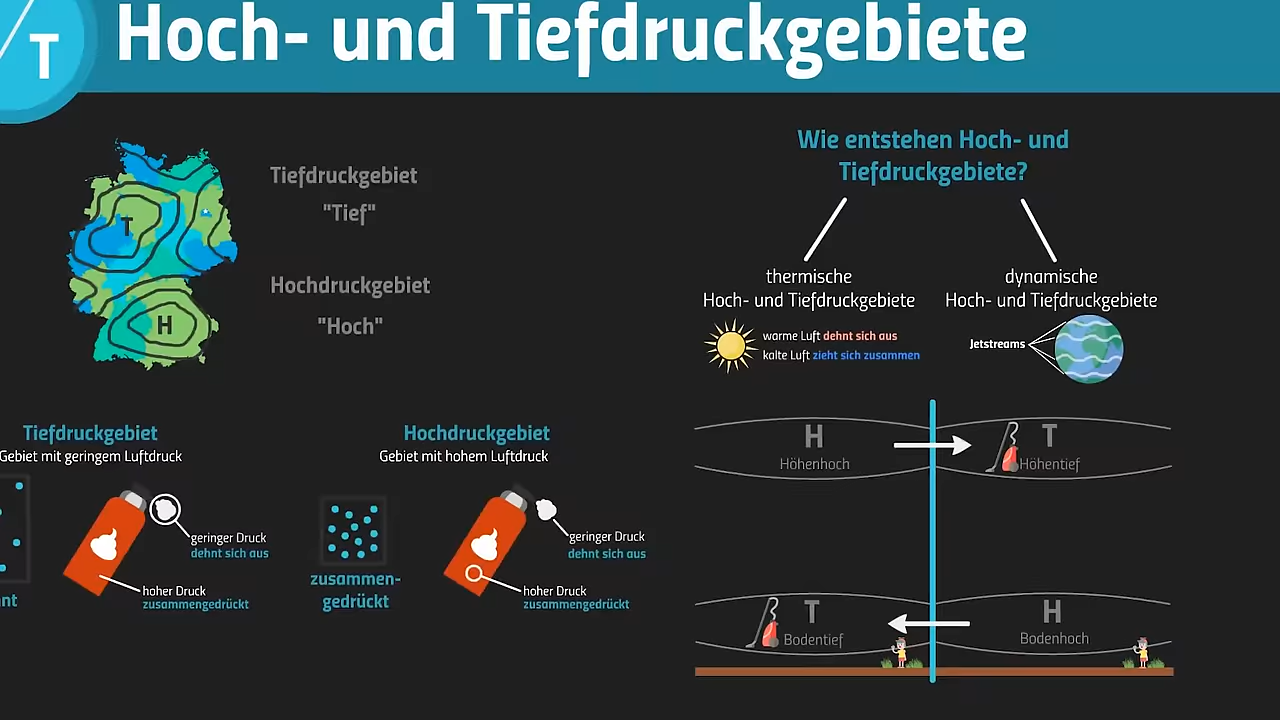 T
Hoch- und Tiefdruckgebiete
T
H
Tiefdruckgebiet
"Tief"
Hochdruckgebiet
"Hoch"
Tiefdruckgebiet
Gebiet mit geringem Luftdruck
geringer Druck
dehnt sich aus
hoher Druck
zusammengedrückt
Hochdruckgebiet
Gebiet mit hohem Luftdruck
zusammen-
gedrückt
geringer Druck
dehnt sich aus
hoher Druck
zusammengedrückt
Wie entstehen Hoch- und
Tiefdruckgebiete?
thermische
Hoch- und Tiefdruckgebiete
warme Luft dehnt sich aus
kalte Luft zieht sich zusammen
dynamische
Hoch- und Tiefdruckgebiete
Jetstreams
H
Höhenhoch
T
Höhentief
T
Bodentief
H
Bodenhoch